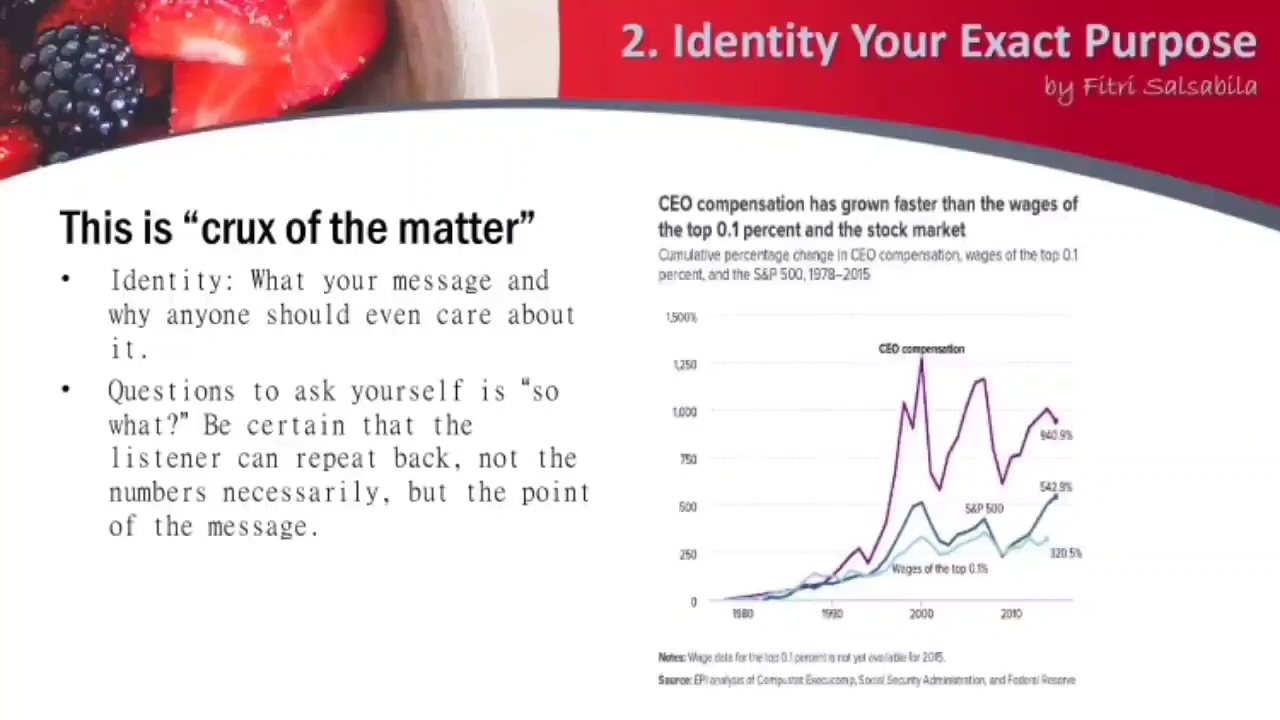 2. Identity Your Exact Purpose
by Fitri Salsabila
This is “crux of the matter”
• Identity: What your message and
why anyone should even care about
it.
• Questions to ask yourself is “so
what?” Be certain that the
listener can repeat back, not the
numbers necessarily, but the point
of the message.
CEO compensation has grown faster than the wages of
the top 0.1 percent and the stock market
Cumulative percentage change in CEO compensation, wages of the top 0.1
percent, and the S&P 500, 1978–2015
1,500%
CEO compensation
1,250
1,000
940.9%
750
542.9%
500
S&P 500
250
320.5%
Wages of the top 0.1%
0
1980 1990 2000 2010
Notes: Wage data for the top 0.1 percent is not yet available for 2015.
Source: EPI analysis of Compustat Execucomp, Social Security Administration, and Federal Reserve